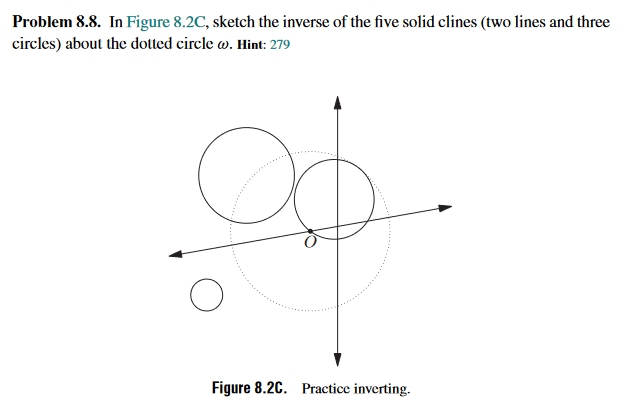 Problem 8.8. In Figure 8.2C, sketch the inverse of the five solid clines (two lines and three
circles) about the dotted circle ω. Hint: 279
O
Figure 8.2C. Practice inverting.